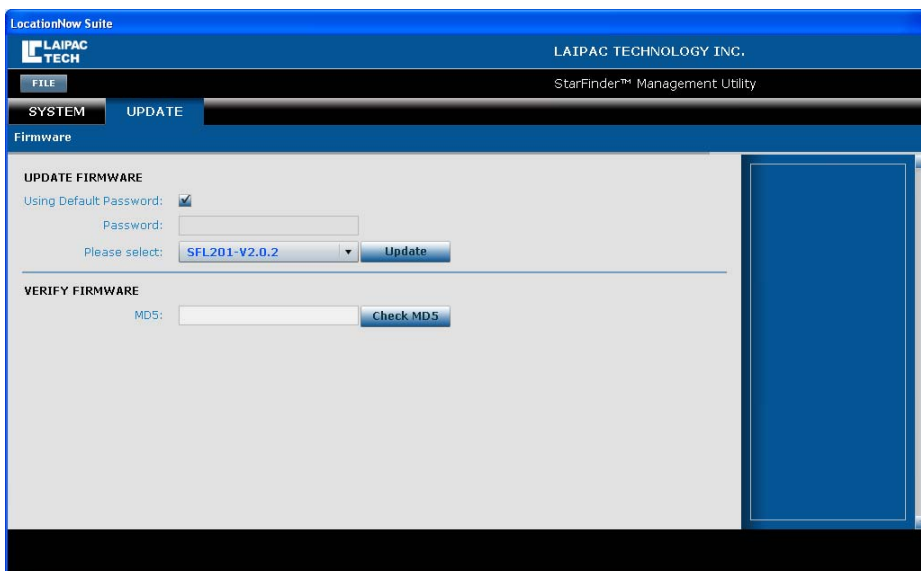 LocationNow Suite
LAIPAC TECH
LAIPAC TECHNOLOGY INC.
FILE
StarFinder™ Management Utility
SYSTEM UPDATE
Firmware
UPDATE FIRMWARE
Using Default Password:
Password:
Please select: SFL201-V2.0.2 Update
VERIFY FIRMWARE
MD5: Check MD5